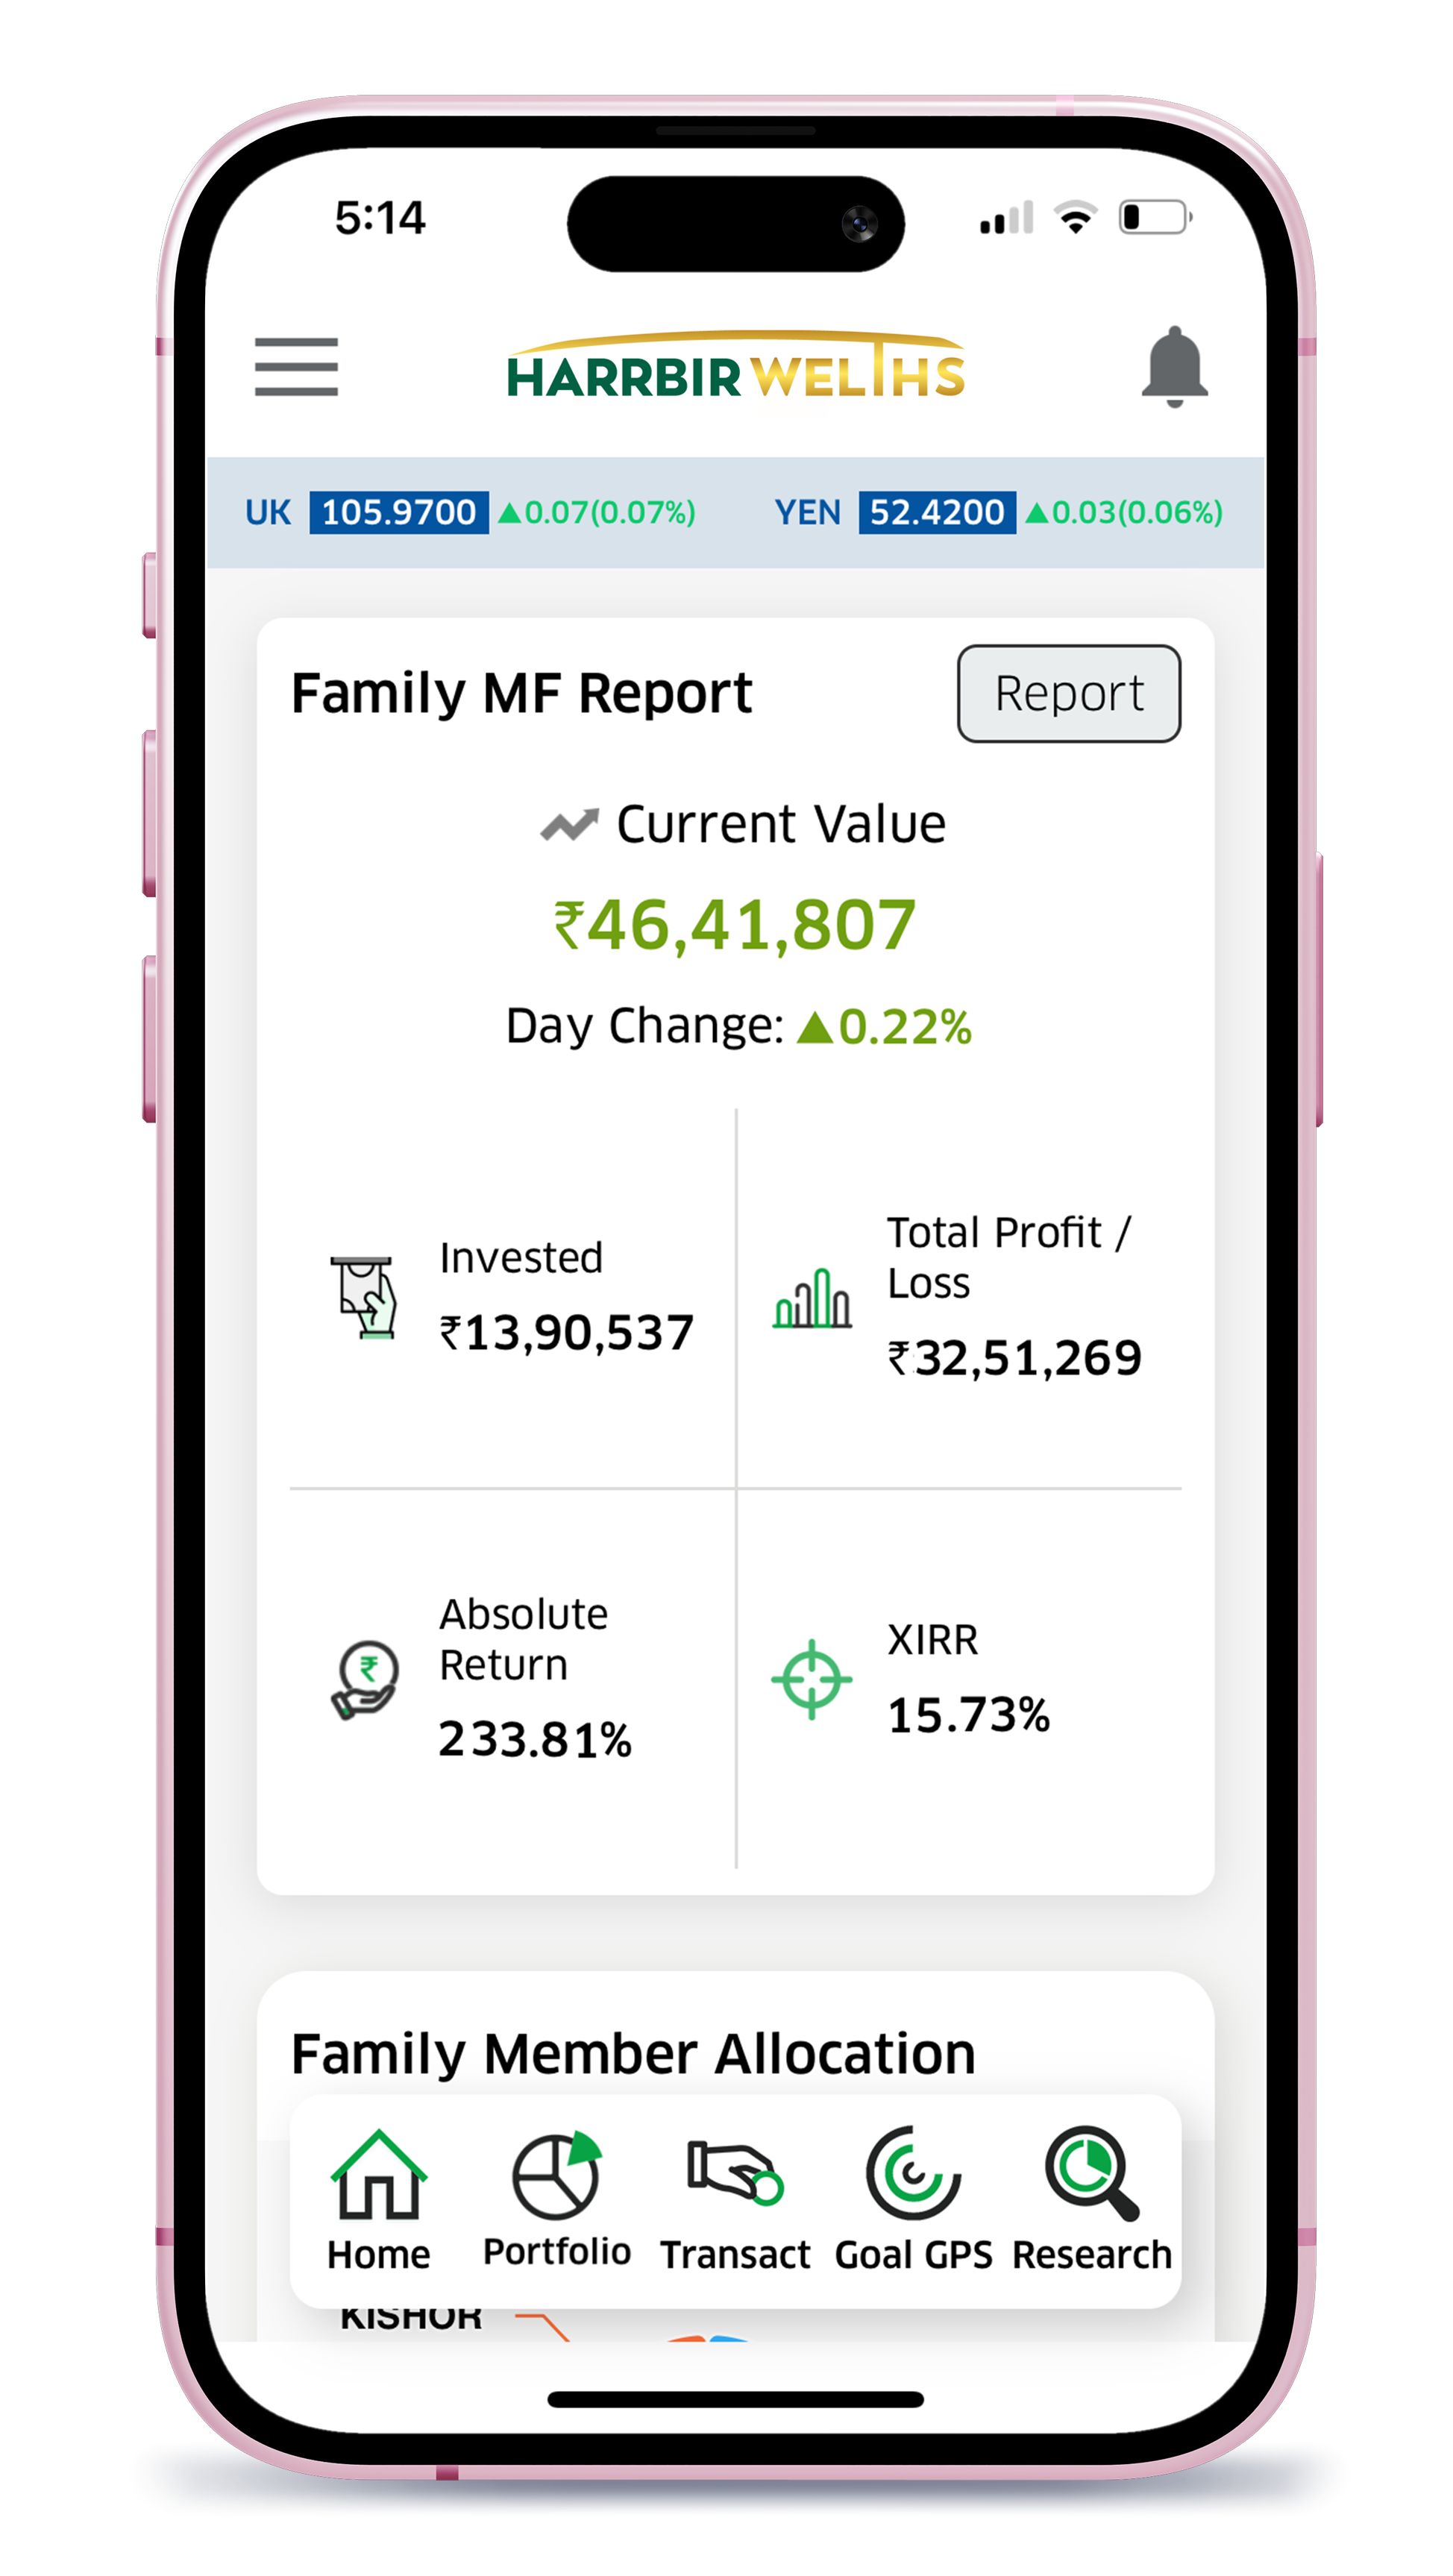 5:14
HARRBIR WELTHS
UK 105.9700 ▲0.07(0.07%) YEN 52.4200 ▲0.03(0.06%)
Family MF Report
Report
Current Value
₹46,41,807
Day Change: ▲0.22%
Invested
₹13,90,537
Total Profit /
Loss
₹32,51,269
Absolute
Return
233.81%
XIRR
15.73%
Family Member Allocation
Home Portfolio Transact Goal GPS Research
KISHOR